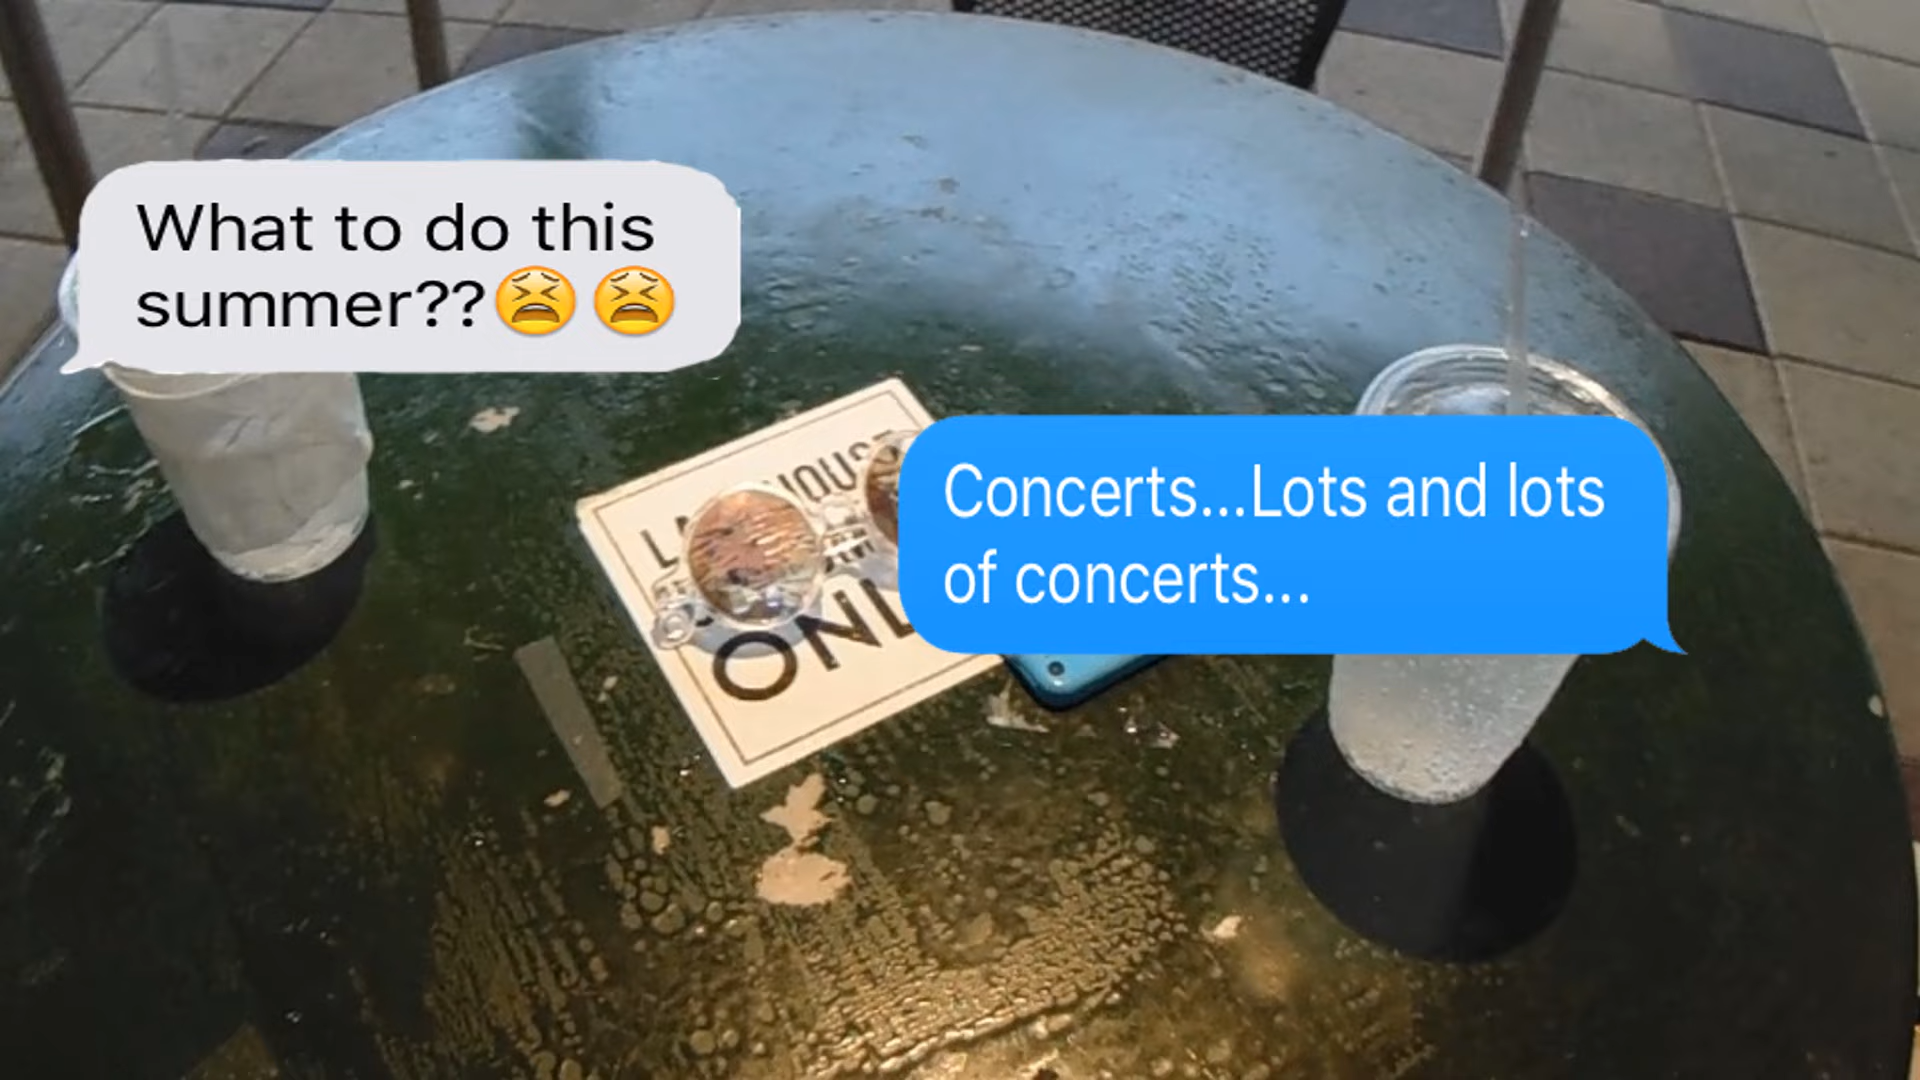 What to do this
summer??😫😫
Concerts...Lots and lots
of concerts...